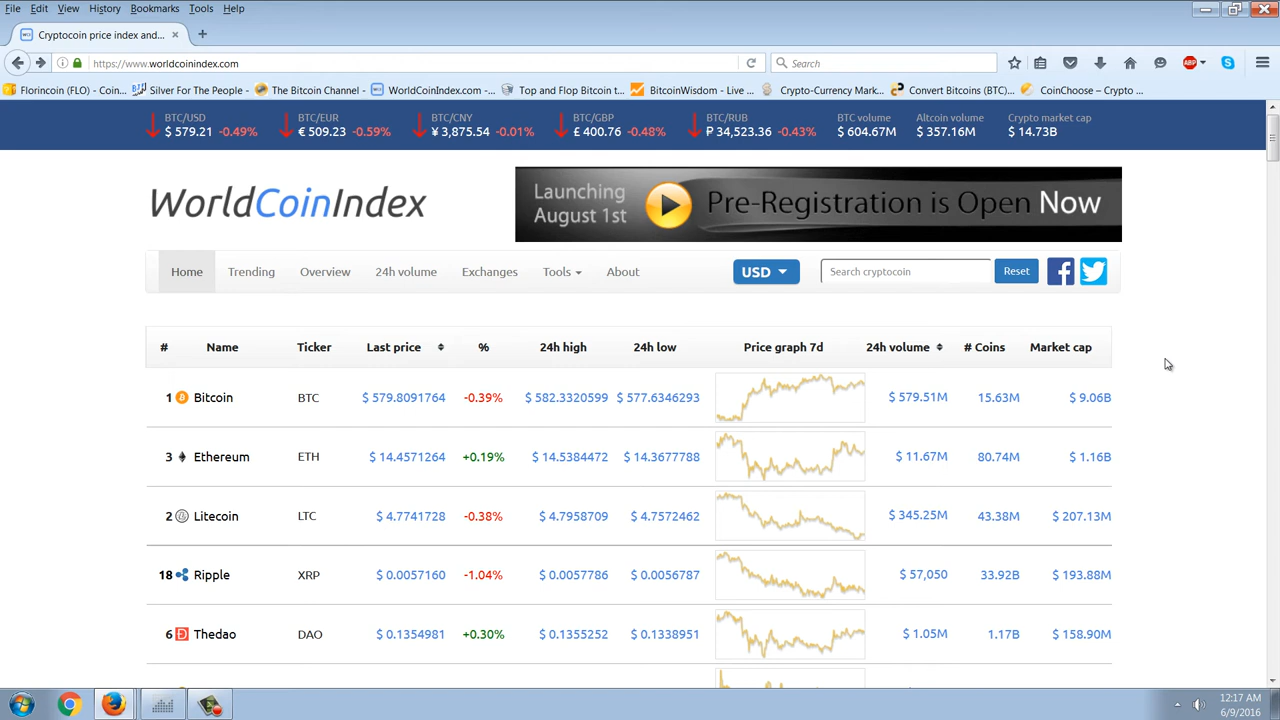 File Edit View History Bookmarks Tools Help
Cryptocoin price index and...
https://www.worldcoinindex.com
Search
ABP
Florincoin (FLO) - Coin...
Silver For The People - ...
The Bitcoin Channel - ...
WorldCoinIndex.com -...
Top and Flop Bitcoin t...
BitcoinWisdom - Live ...
Crypto-Currency Mark...
Convert Bitcoins (BTC)...
CoinChoose – Crypto ...
BTC/USD BTC/EUR BTC/CNY BTC/GBP BTC/RUB BTC volume Altcoin volume Crypto market cap
$ 579.21 -0.49% € 509.23 -0.59% ¥ 3,875.54 -0.01% £ 400.76 -0.48% ₽ 34,523.36 -0.43% $ 604.67M $ 357.16M $ 14.73B
WorldCoinIndex
Launching
August 1st
Pre-Registration is Open Now
Home Trending Overview 24h volume Exchanges Tools About USD Search cryptocoin Reset
# Name Ticker Last price % 24h high 24h low Price graph 7d 24h volume # Coins Market cap
1 Bitcoin BTC $ 579.8091764 -0.39% $ 582.3320599 $ 577.6346293 $ 579.51M 15.63M $ 9.06B
3 Ethereum ETH $ 14.4571264 +0.19% $ 14.5384472 $ 14.3677788 $ 11.67M 80.74M $ 1.16B
2 Litecoin LTC $ 4.7741728 -0.38% $ 4.7958709 $ 4.7572462 $ 345.25M 43.38M $ 207.13M
18 Ripple XRP $ 0.0057160 -1.04% $ 0.0057786 $ 0.0056787 $ 57,050 33.92B $ 193.88M
6 Thedao DAO $ 0.1354981 +0.30% $ 0.1355252 $ 0.1338951 $ 1.05M 1.17B $ 158.90M
12:17 AM
6/9/2016